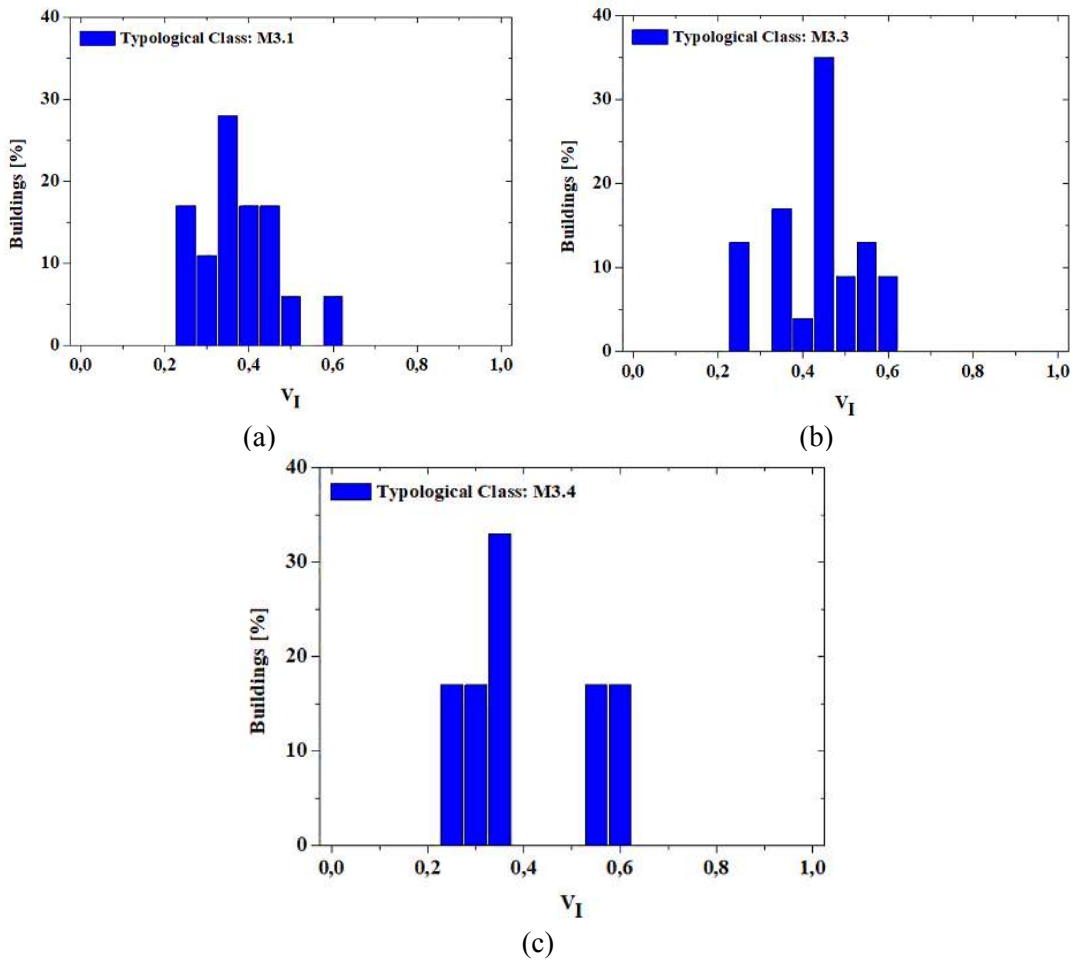 Typological Class: M3.1
Buildings [%]
40
30
20
10
0
0,0 0,2 0,4 0,6 0,8 1,0
VI
(a)
Typological Class: M3.3
Buildings [%]
40
30
20
10
0
0,0 0,2 0,4 0,6 0,8 1,0
VI
(b)
Typological Class: M3.4
Buildings [%]
40
30
20
10
0
0,0 0,2 0,4 0,6 0,8 1,0
VI
(c)